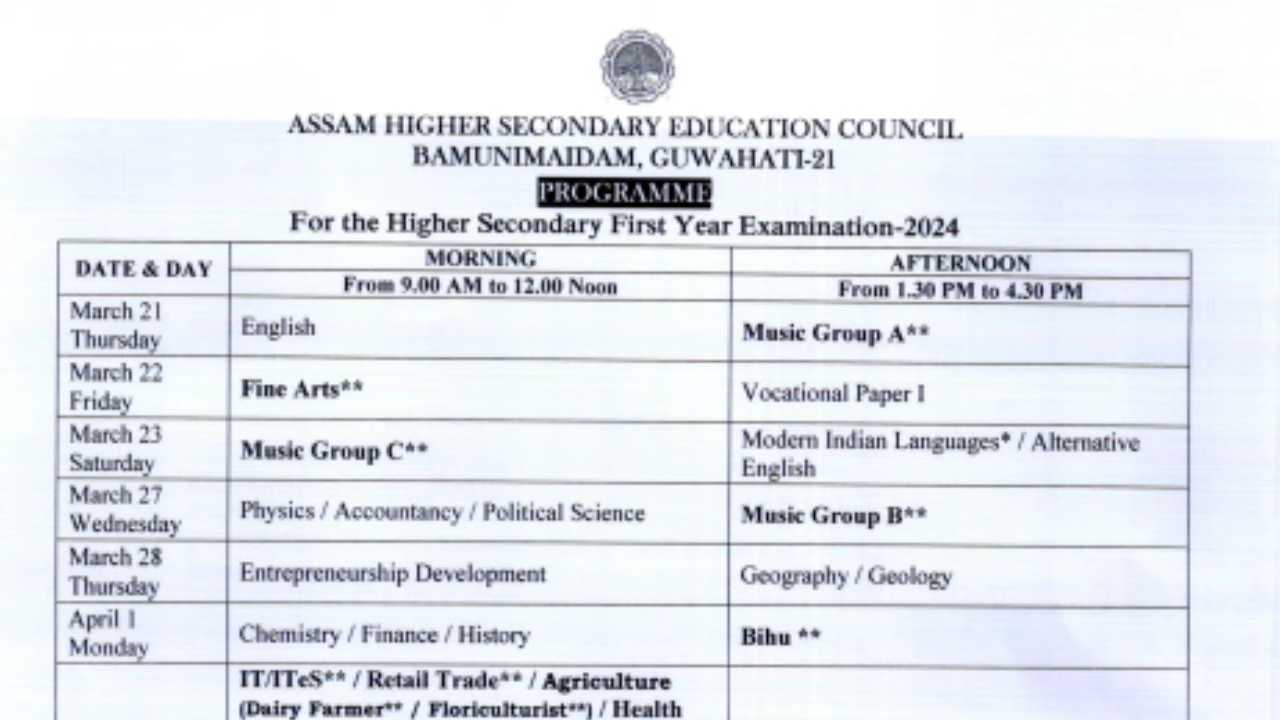 ASSAM HIGHER SECONDARY EDUCATION COUNCIL
BAMUNIMAIDAM, GUWAHATI-21
PROGRAMME
For the Higher Secondary First Year Examination-2024
DATE & DAY
MORNING
AFTERNOON
From 9.00 AM to 12.00 Noon
From 1.30 PM to 4.30 PM
March 21
Thursday
English
Music Group A**
March 22
Friday
Fine Arts**
Vocational Paper I
March 23
Saturday
Music Group C**
Modern Indian Languages* / Alternative
English
March 27
Wednesday
Physics / Accountancy / Political Science
Music Group B**
March 28
Thursday
Entrepreneurship Development
Geography / Geology
April 1
Monday
Chemistry / Finance / History
Bihu **
IT/ITeS** / Retail Trade** / Agriculture
(Dairy Farmer** / Floriculturist**) / Health